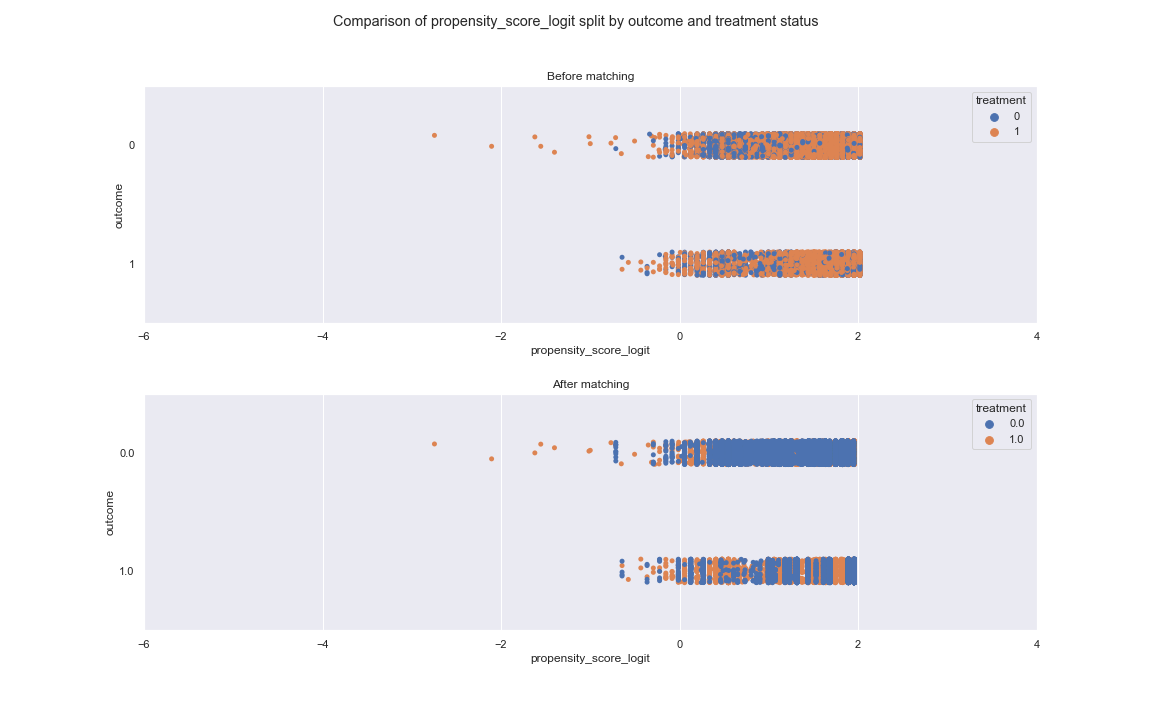 Comparison of propensity_score_logit split by outcome and treatment status
Before matching
treatment
0
1
0
1
outcome
−6 −4 −2 0 2 4
propensity_score_logit
After matching
treatment
0.0
1.0
0.0
1.0
outcome
−6 −4 −2 0 2 4
propensity_score_logit